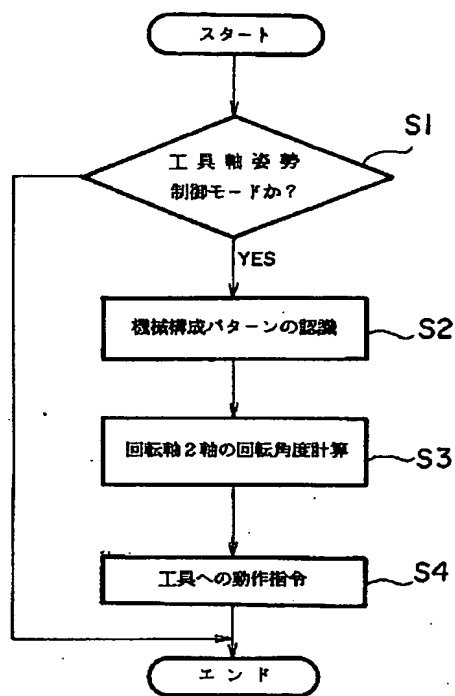 スタート
S1
工具軸姿勢
制御モードか?
YES
機械構成パターンの認識
S2
回転軸2軸の回転角度計算
S3
工具への動作指令
S4
エンド